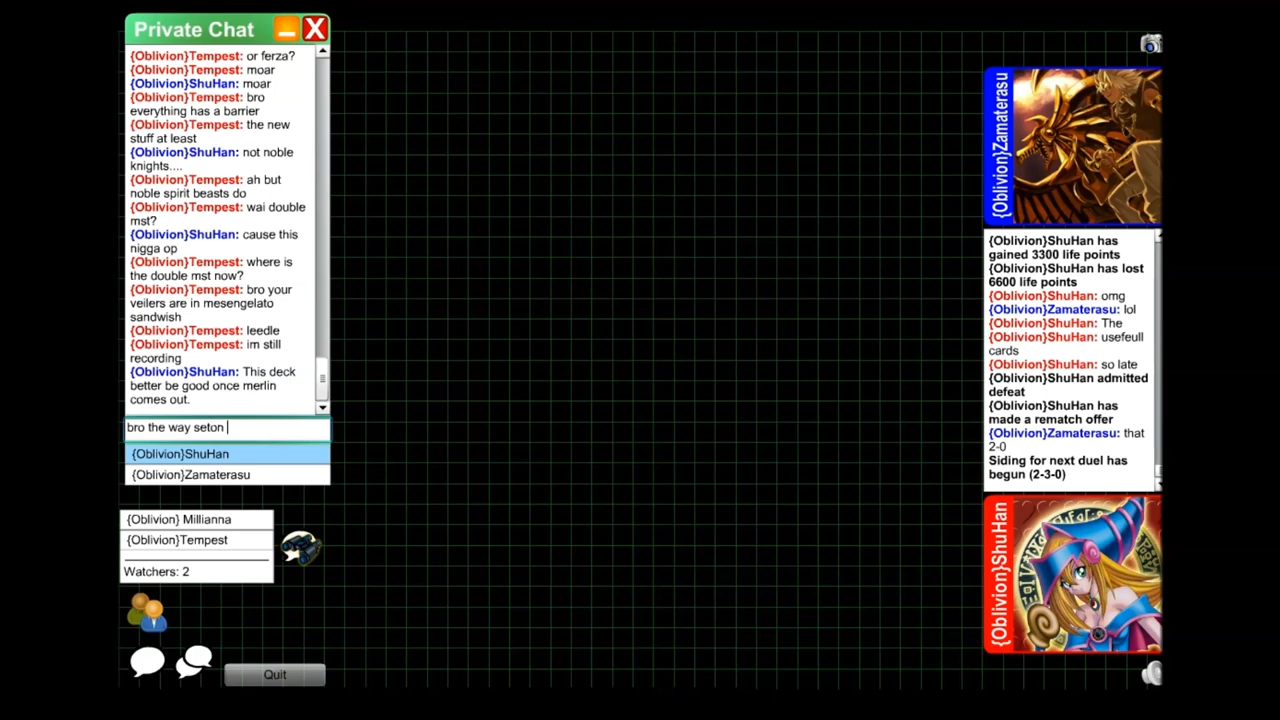 Private Chat
{Oblivion}Tempest: or ferza?
{Oblivion}Tempest: moar
{Oblivion}ShuHan: moar
{Oblivion}Tempest: bro
everything has a barrier
{Oblivion}Tempest: the new
stuff at least
{Oblivion}ShuHan: not noble
knights....
{Oblivion}Tempest: ah but
noble spirit beasts do
{Oblivion}Tempest: wai double
mst?
{Oblivion}ShuHan: cause this
nigga op
{Oblivion}Tempest: where is
the double mst now?
{Oblivion}Tempest: bro your
veilers are in mesengelato
sandwish
{Oblivion}Tempest: leedle
{Oblivion}Tempest: im still
recording
{Oblivion}ShuHan: This deck
better be good once merlin
comes out.
bro the way seton
{Oblivion}ShuHan
{Oblivion}Zamaterasu
{Oblivion} Millianna
{Oblivion}Tempest
Watchers: 2
Quit
{Oblivion}Zamaterasu
{Oblivion}ShuHan has
gained 3300 life points
{Oblivion}ShuHan has lost
6600 life points
{Oblivion}ShuHan: omg
{Oblivion}Zamaterasu: lol
{Oblivion}ShuHan: The
{Oblivion}ShuHan: usefeull
cards
{Oblivion}ShuHan: so late
{Oblivion}ShuHan admitted
defeat
{Oblivion}ShuHan has
made a rematch offer
{Oblivion}Zamaterasu: that
2-0
Siding for next duel has
begun (2-3-0)
{Oblivion}ShuHan